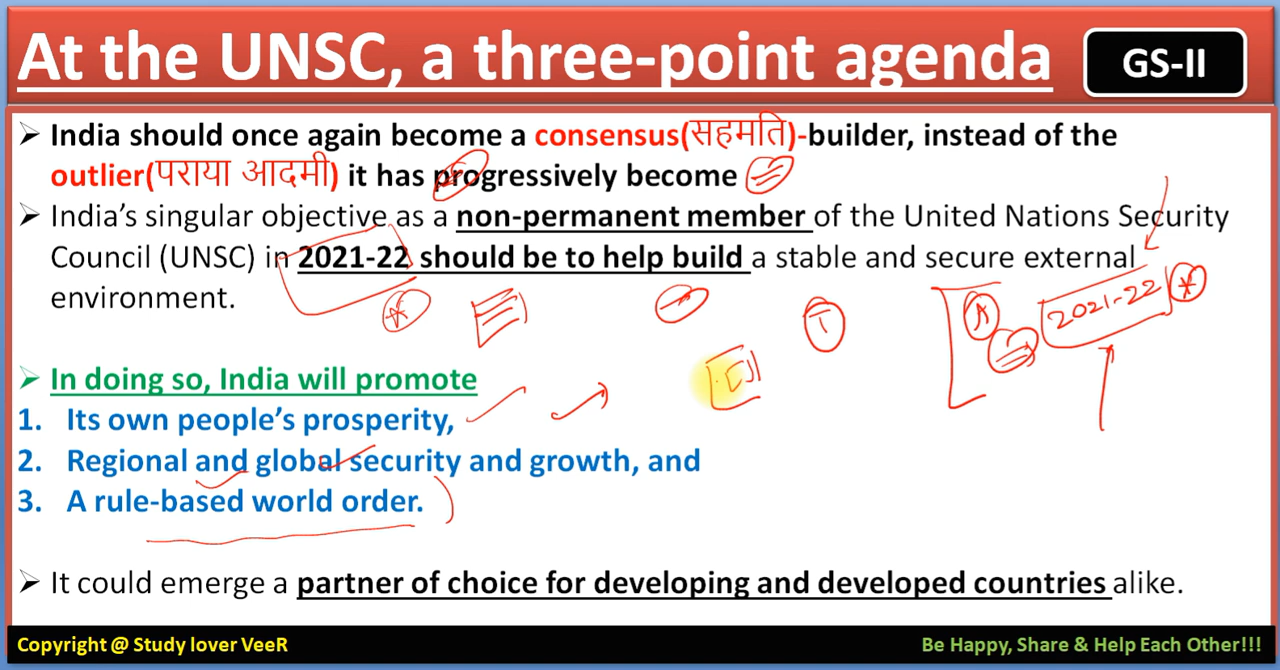 At the UNSC, a three-point agenda
GS-II
➢ India should once again become a consensus(सहमति)-builder, instead of the
outlier(पराया आदमी) it has progressively become
➢ India's singular objective as a non-permanent member of the United Nations Security
Council (UNSC) in 2021-22 should be to help build a stable and secure external
environment.
2021-22
➢ In doing so, India will promote
1. Its own people's prosperity,
2. Regional and global security and growth, and
3. A rule-based world order.
➢ It could emerge a partner of choice for developing and developed countries alike.
Copyright @ Study lover VeeR
Be Happy, Share & Help Each Other!!!